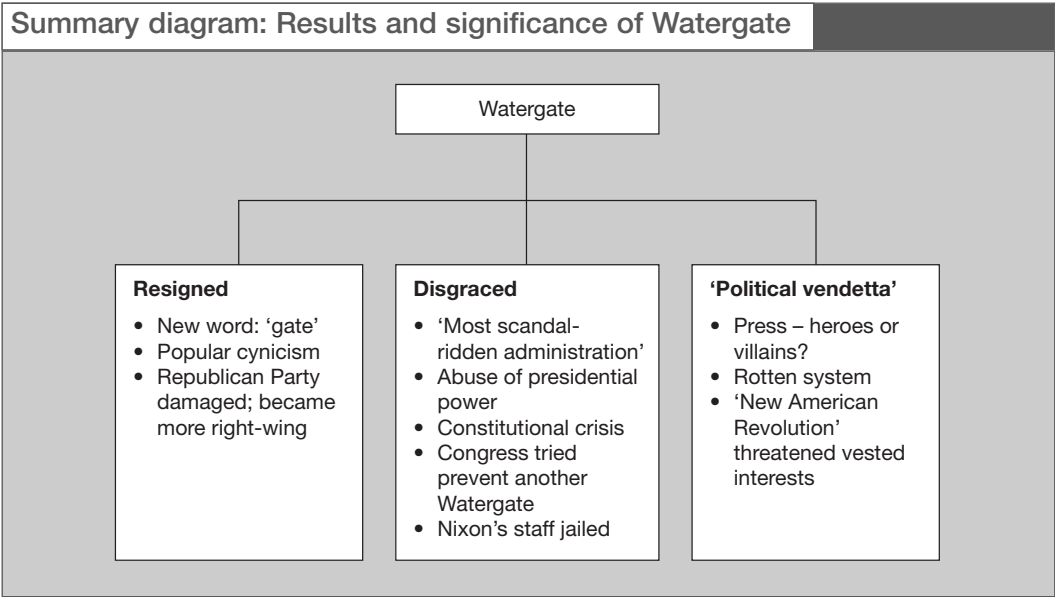 Summary diagram: Results and significance of Watergate
Watergate
Resigned
• New word: ‘gate’
• Popular cynicism
• Republican Party
damaged; became
more right-wing
Disgraced
• ‘Most scandal-
ridden administration’
• Abuse of presidential
power
• Constitutional crisis
• Congress tried
prevent another
Watergate
• Nixon’s staff jailed
‘Political vendetta’
• Press – heroes or
villains?
• Rotten system
• ‘New American
Revolution’
threatened vested
interests